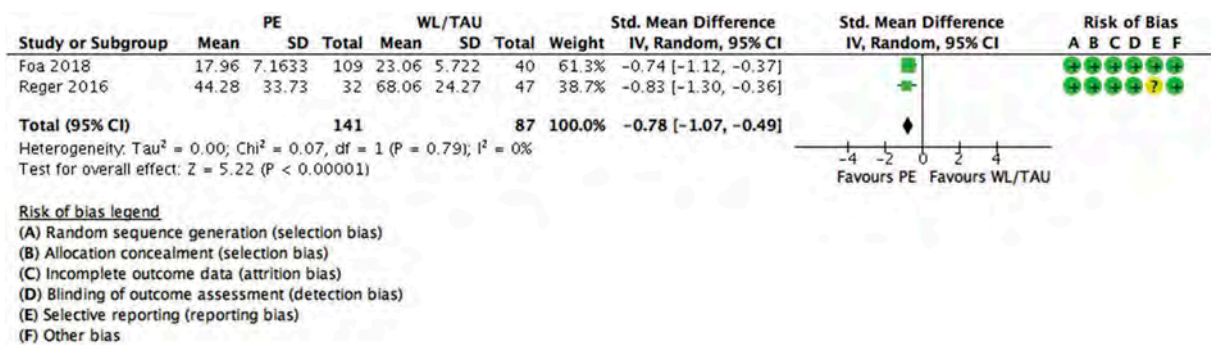 PE WL/TAU Std. Mean Difference Std. Mean Difference Risk of Bias
Study or Subgroup Mean SD Total Mean SD Total Weight IV, Random, 95% CI IV, Random, 95% CI A B C D E F
Foa 2018 17.96 7.1633 109 23.06 5.722 40 61.3% -0.74 [-1.12, -0.37] + + + + + +
Reger 2016 44.28 33.73 32 68.06 24.27 47 38.7% -0.83 [-1.30, -0.36] + + + + ? +
Total (95% CI) 141 87 100.0% -0.78 [-1.07, -0.49]
Heterogeneity: Tau² = 0.00; Chi² = 0.07, df = 1 (P = 0.79); I² = 0%
Test for overall effect: Z = 5.22 (P < 0.00001)
-4 -2 0 2 4
Favours PE Favours WL/TAU
Risk of bias legend
(A) Random sequence generation (selection bias)
(B) Allocation concealment (selection bias)
(C) Incomplete outcome data (attrition bias)
(D) Blinding of outcome assessment (detection bias)
(E) Selective reporting (reporting bias)
(F) Other bias